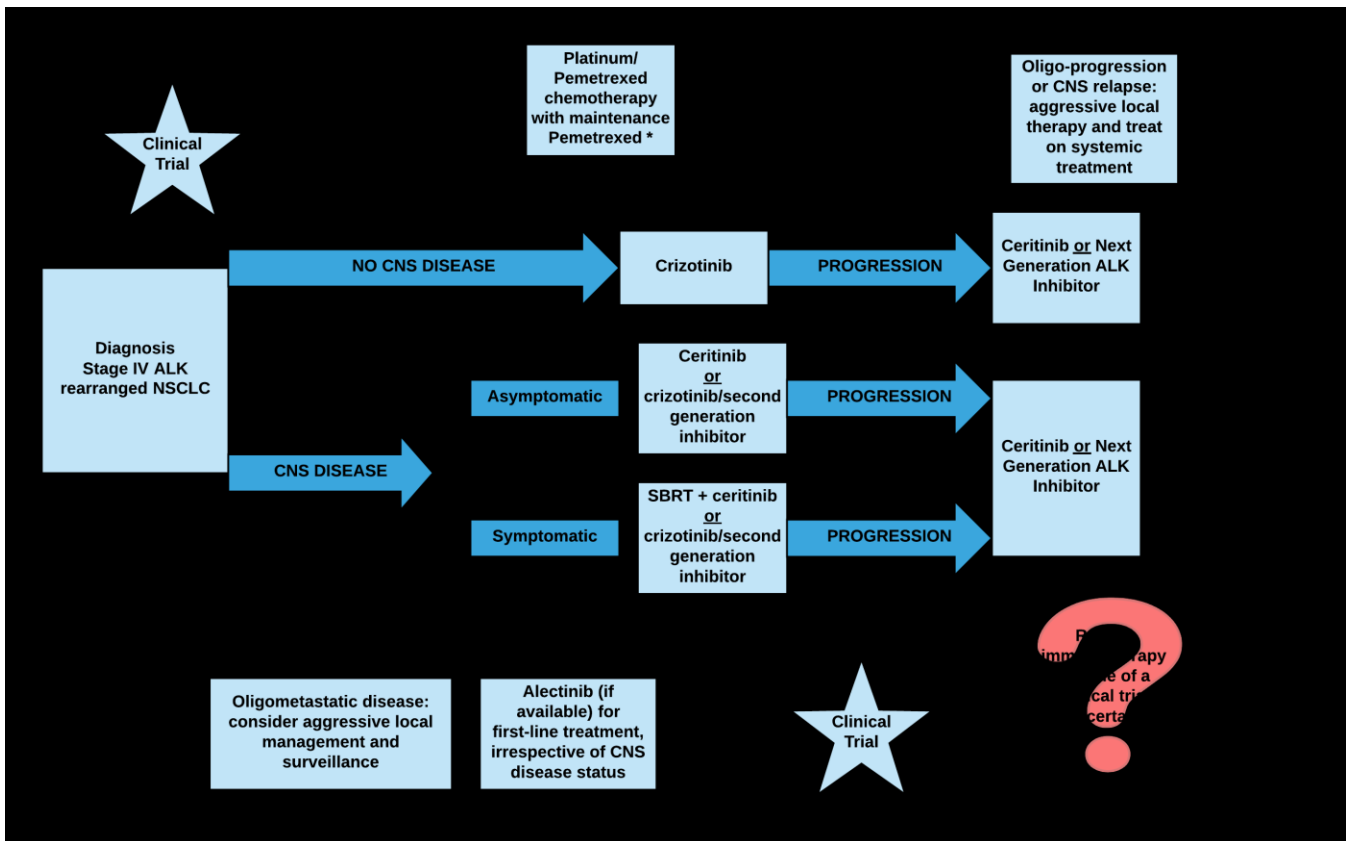 Platinum/
Pemetrexed
chemotherapy
with maintenance
Pemetrexed *
Oligo-progression
or CNS relapse:
aggressive local
therapy and treat
on systemic
treatment
Clinical
Trial
NO CNS DISEASE
Crizotinib
PROGRESSION
Ceritinib or Next
Generation ALK
Inhibitor
Diagnosis
Stage IV ALK
rearranged NSCLC
Asymptomatic
Ceritinib
or
crizotinib/second
generation
inhibitor
PROGRESSION
CNS DISEASE
Ceritinib or Next
Generation ALK
Inhibitor
Symptomatic
SBRT + ceritinib
or
crizotinib/second
generation
inhibitor
PROGRESSION
Oligometastatic disease:
consider aggressive local
management and
surveillance
Alectinib (if
available) for
first-line treatment,
irrespective of CNS
disease status
Clinical
Trial
of a